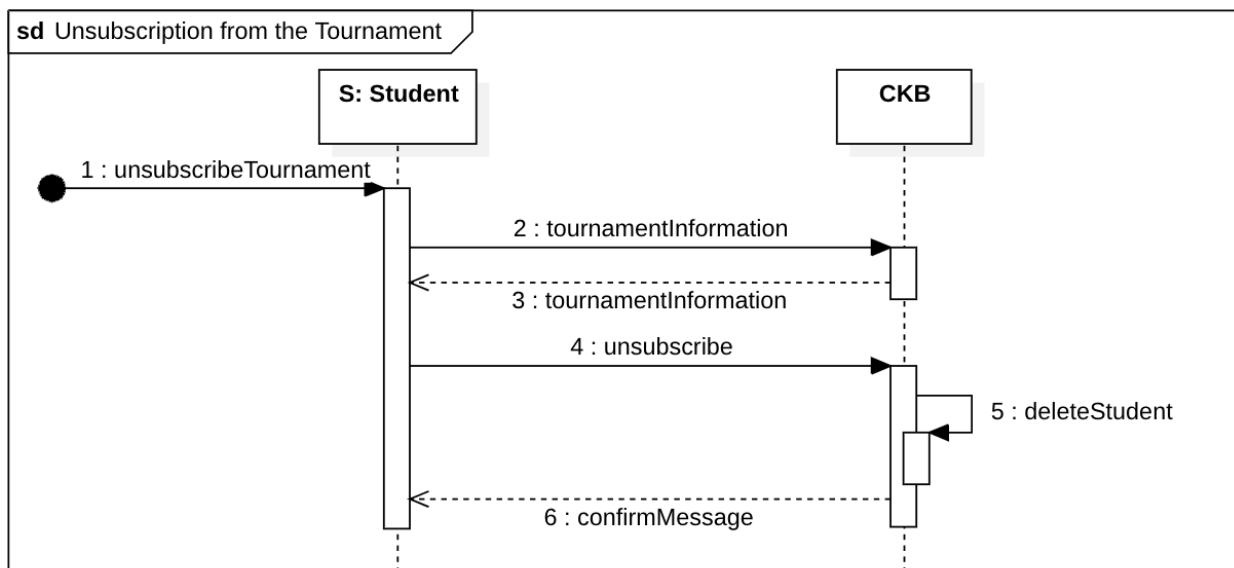 sd Unsubscription from the Tournament
S: Student
CKB
1 : unsubscribeTournament
2 : tournamentInformation
3 : tournamentInformation
4 : unsubscribe
5 : deleteStudent
6 : confirmMessage